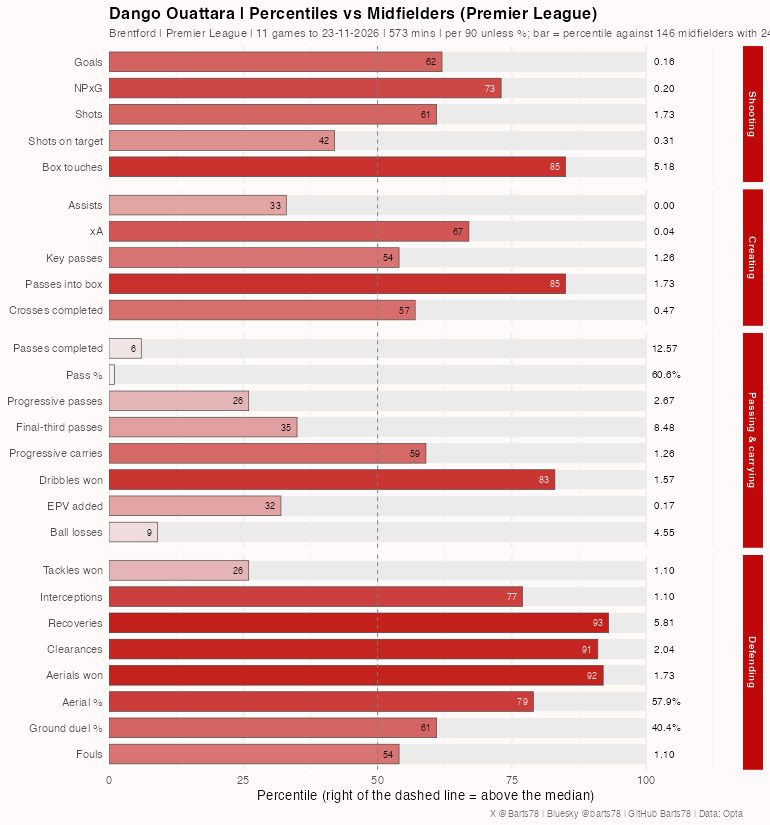 Dango Ouattara | Percentiles vs Midfielders (Premier League)
Brentford | Premier League | 11 games to 23-11-2026 | 573 mins | per 90 unless %; bar = percentile against 146 midfielders with 24
Goals 62 0.16
NPxG 73 0.20
Shots 61 1.73
Shots on target 42 0.31
Box touches 85 5.18
Shooting
Assists 33 0.00
xA 67 0.04
Key passes 54 1.26
Passes into box 85 1.73
Crosses completed 57 0.47
Creating
Passes completed 6 12.57
Pass % 60.6%
Progressive passes 26 2.67
Final-third passes 35 8.48
Progressive carries 59 1.26
Dribbles won 83 1.57
EPV added 32 0.17
Ball losses 9 4.55
Passing & carrying
Tackles won 26 1.10
Interceptions 77 1.10
Recoveries 93 5.81
Clearances 91 2.04
Aerials won 92 1.73
Aerial % 79 57.9%
Ground duel % 61 40.4%
Fouls 54 1.10
Defending
0 25 50 75 100
Percentile (right of the dashed line = above the median)
X @Barts78 | Bluesky @barts78 | GitHub Barts78 | Data: Opta